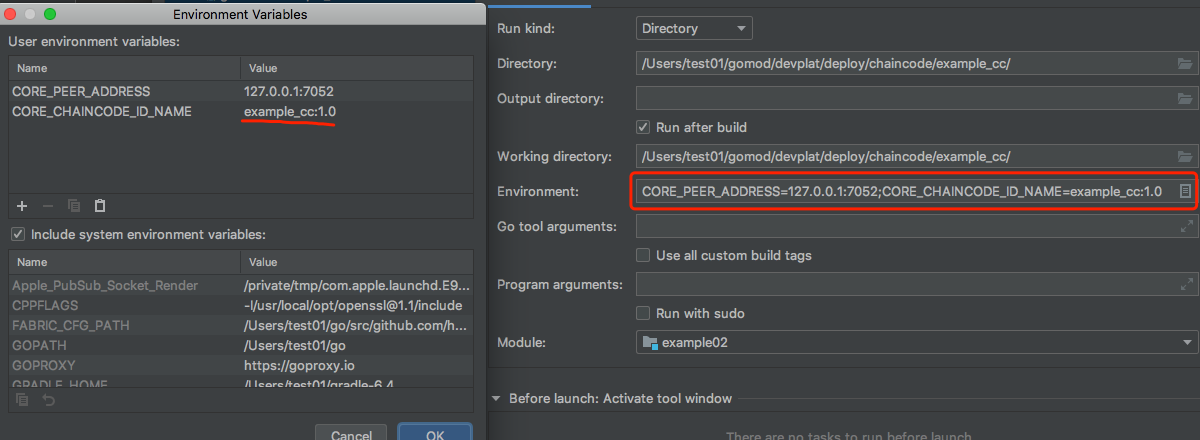 Environment Variables
User environment variables:
Name Value
CORE_PEER_ADDRESS 127.0.0.1:7052
CORE_CHAINCODE_ID_NAME example_cc:1.0
Include system environment variables:
Name Value
Apple_PubSub_Socket_Render /private/tmp/com.apple.launchd.E9...
CPPFLAGS -I/usr/local/opt/openssl@1.1/include
FABRIC_CFG_PATH /Users/test01/go/src/github.com/h...
GOPATH /Users/test01/go
GOPROXY https://goproxy.io
GRADLE_HOME /Users/test01/gradle-6.4
Cancel OK
Run kind: Directory
Directory: /Users/test01/gomod/devplat/deploy/chaincode/example_cc/
Output directory:
Run after build
Working directory: /Users/test01/gomod/devplat/deploy/chaincode/example_cc/
Environment: CORE_PEER_ADDRESS=127.0.0.1:7052;CORE_CHAINCODE_ID_NAME=example_cc:1.0
Go tool arguments:
Use all custom build tags
Program arguments:
Run with sudo
Module: example02
Before launch: Activate tool window
There are no tasks to run before launch